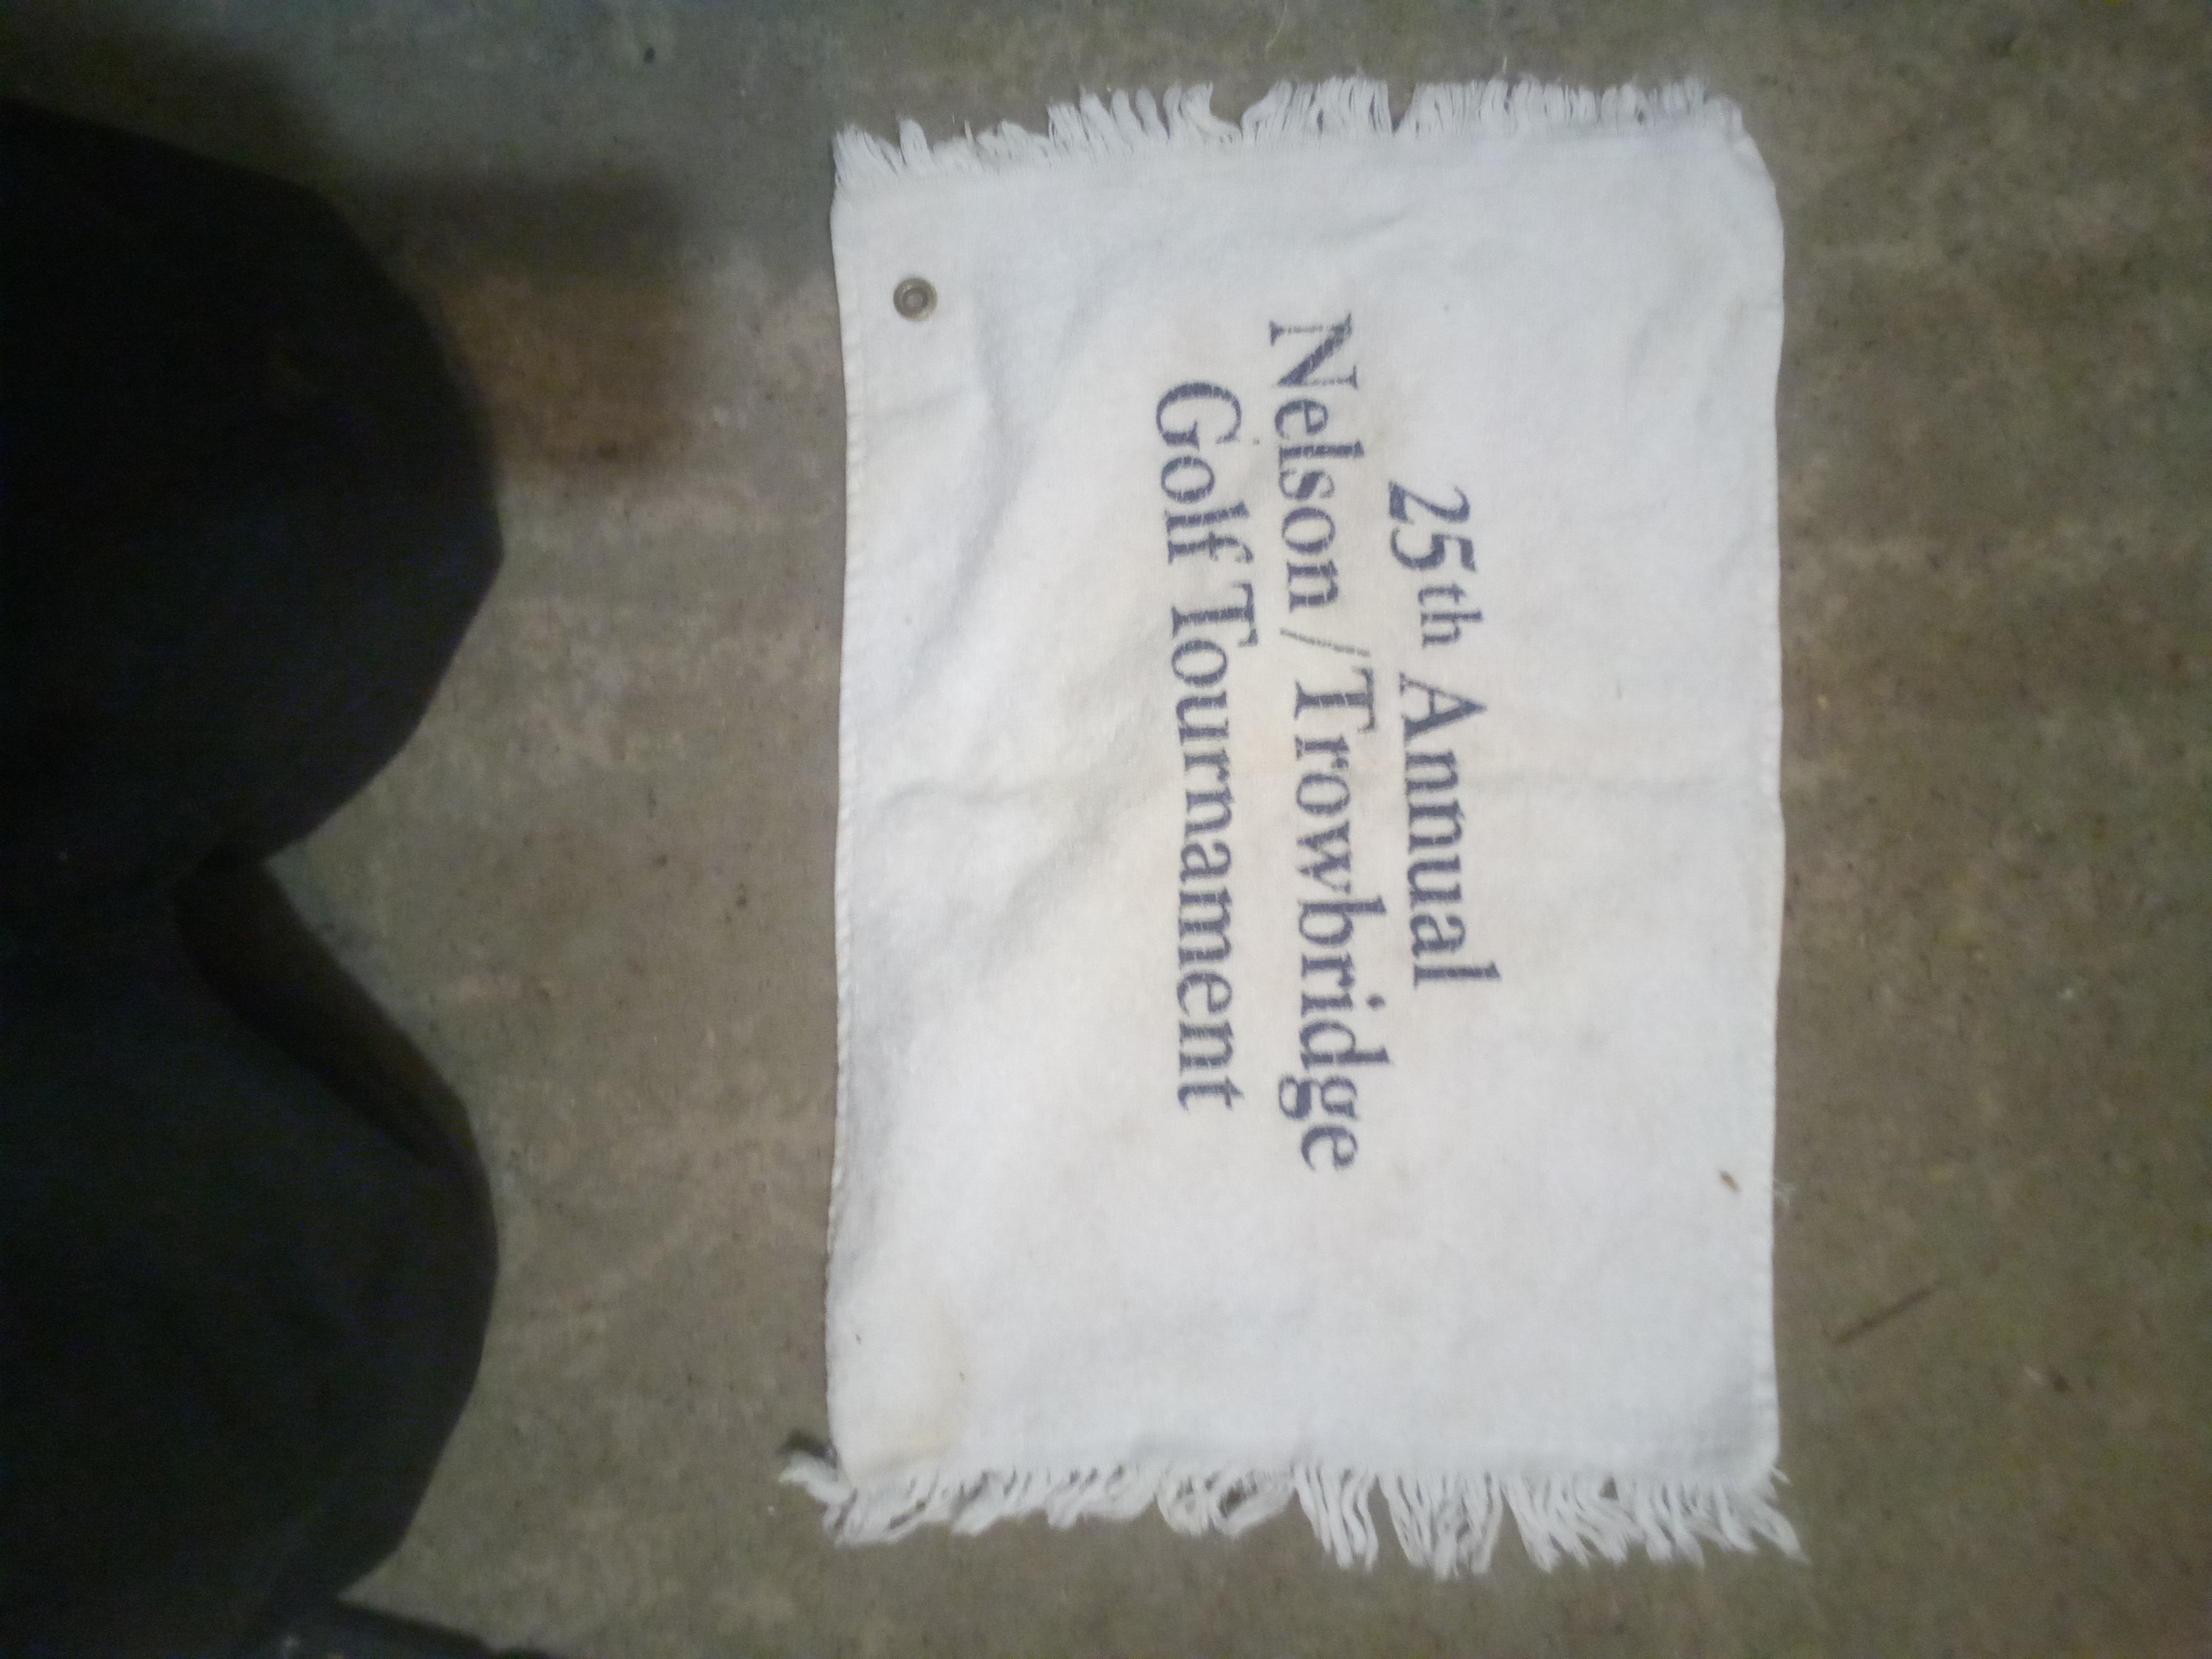 25th Annual
Nelson / Trowbridge
Golf Tournament